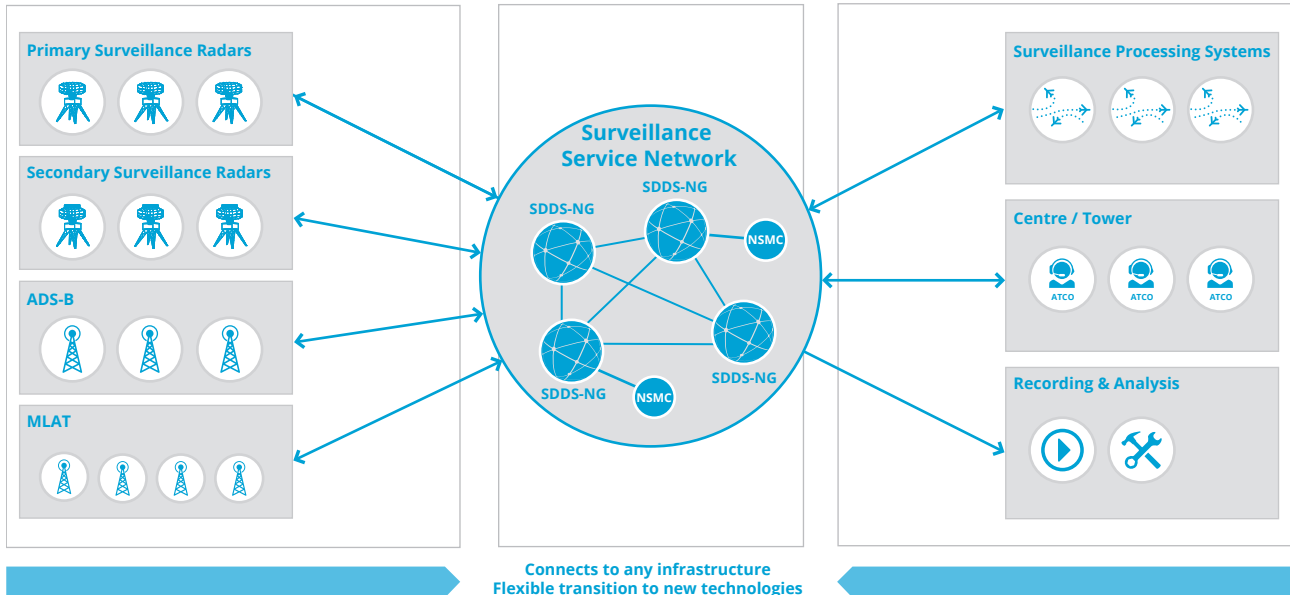 Primary Surveillance Radars
Secondary Surveillance Radars
ADS-B
MLAT
Surveillance
Service Network
SDDS-NG
SDDS-NG
NSMC
SDDS-NG
SDDS-NG
NSMC
Surveillance Processing Systems
Centre / Tower
ATCO
ATCO
ATCO
Recording & Analysis
Connects to any infrastructure
Flexible transition to new technologies